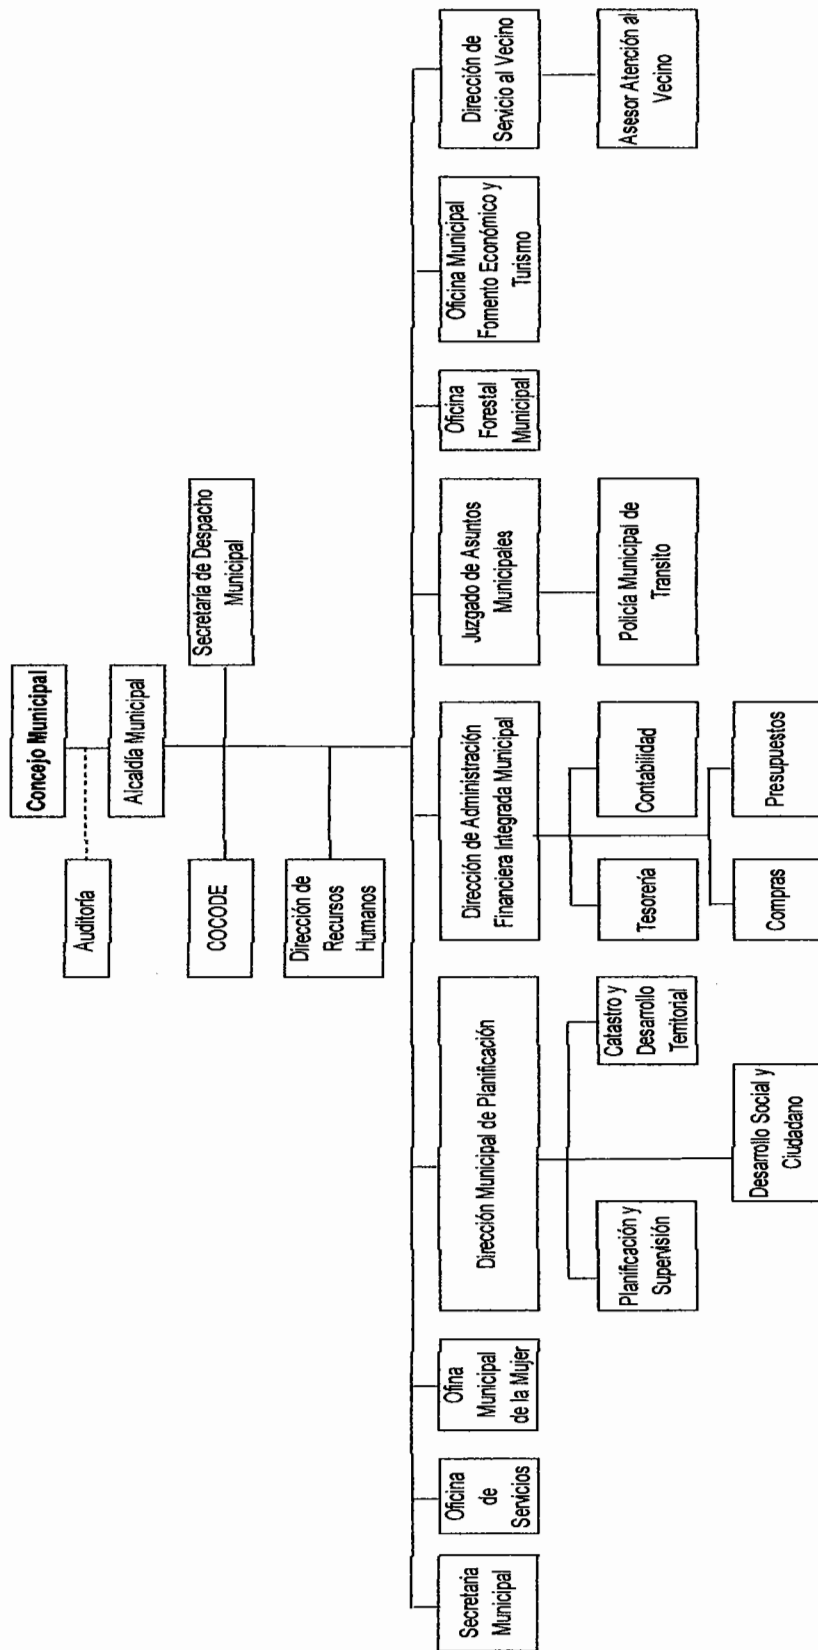 Concejo Municipal
Auditoría
Alcaldía Municipal
COCODE
Secretaría de Despacho
Municipal
Dirección de
Recursos
Humanos
Secretaria
Municipal
Oficina
de
Servicios
Ofina
Municipal
de la Mujer
Dirección Municipal de Planificación
Dirección de Administración
Financiera Integrada Municipal
Juzgado de Asuntos
Municipales
Oficina
Forestal
Municipal
Oficina Municipal
Fomento Económico y
Turismo
Dirección de
Servicio al Vecino
Planificación y
Supervisión
Catastro y
Desarrollo
Territorial
Tesorería
Contabilidad
Policía Municipal de
Transito
Asesor Atención al
Vecino
Desarrollo Social y
Ciudadano
Compras
Presupuestos